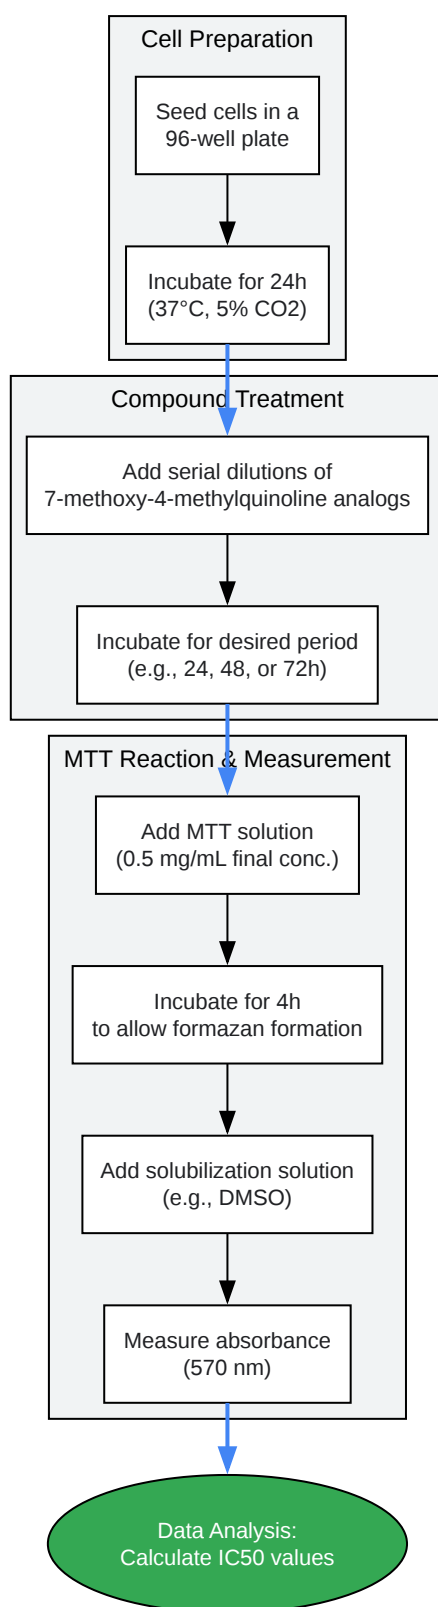 Cell Preparation
Seed cells in a
96-well plate
Incubate for 24h
(37°C, 5% CO2)
Compound Treatment
Add serial dilutions of
7-methoxy-4-methylquinoline analogs
Incubate for desired period
(e.g., 24, 48, or 72h)
MTT Reaction & Measurement
Add MTT solution
(0.5 mg/mL final conc.)
Incubate for 4h
to allow formazan formation
Add solubilization solution
(e.g., DMSO)
Measure absorbance
(570 nm)
Data Analysis:
Calculate IC50 values